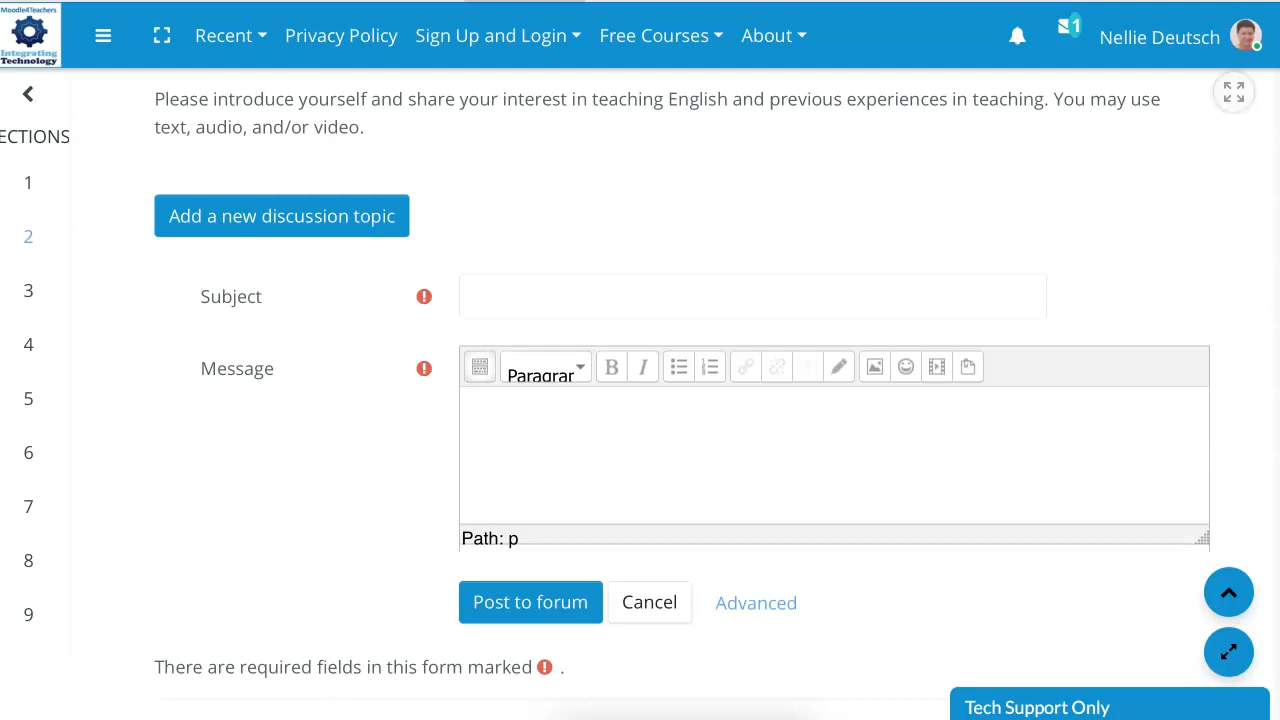 Moodle4Teachers
Integrating
Technology
Recent
Privacy Policy
Sign Up and Login
Free Courses
About
1
Nellie Deutsch
ECTIONS
1
2
3
4
5
6
7
8
9
Please introduce yourself and share your interest in teaching English and previous experiences in teaching. You may use
text, audio, and/or video.
Add a new discussion topic
Subject
Message
Paragrar
B I
Path: p
Post to forum
Cancel
Advanced
There are required fields in this form marked .
Tech Support Only